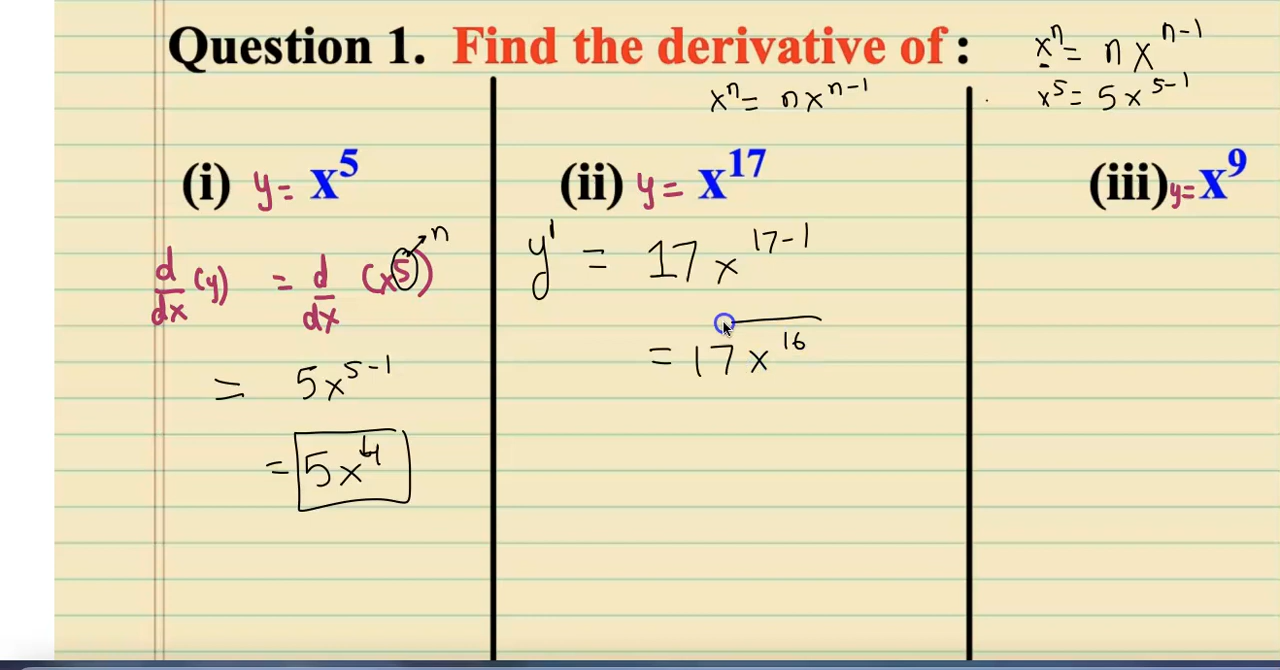 Question 1. Find the derivative of :
xⁿ = n x^(n-1)
xⁿ = n x^(n-1)
x⁵ = 5 x^(5-1)
(i) y = x⁵
d/dx (y) = d/dx (x⁵) n
= 5x^(5-1)
= 5x⁴
(ii) y = x¹⁷
y' = 17 x^(17-1)
= 17 x¹⁶
(iii) y = x⁹